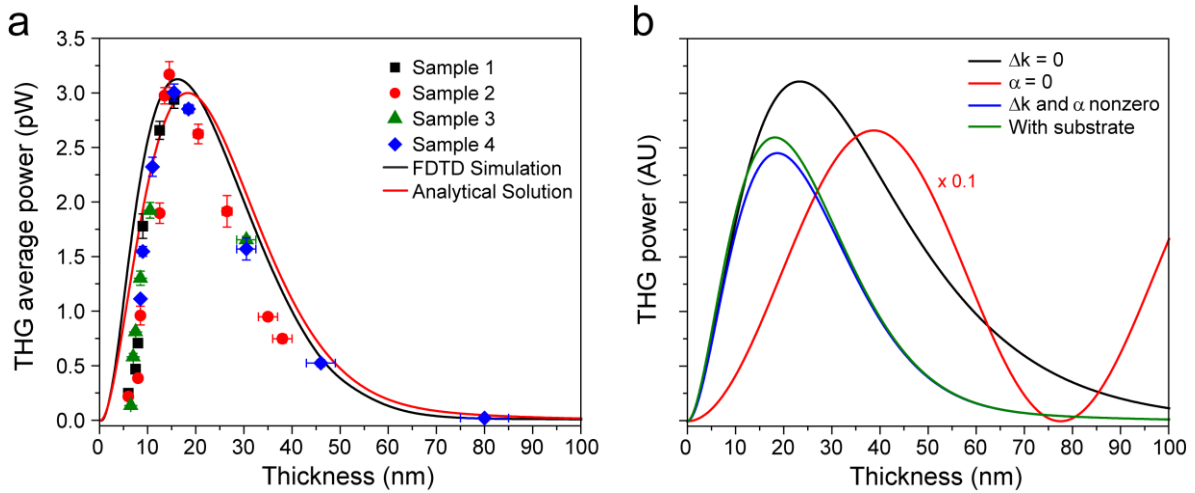 a
THG average power (pW)
3.5
3.0
2.5
2.0
1.5
1.0
0.5
0.0
0 10 20 30 40 50 60 70 80 90 100
Thickness (nm)
Sample 1
Sample 2
Sample 3
Sample 4
FDTD Simulation
Analytical Solution
b
THG power (AU)
0 10 20 30 40 50 60 70 80 90 100
Thickness (nm)
Δk = 0
α = 0
Δk and α nonzero
With substrate
x 0.1